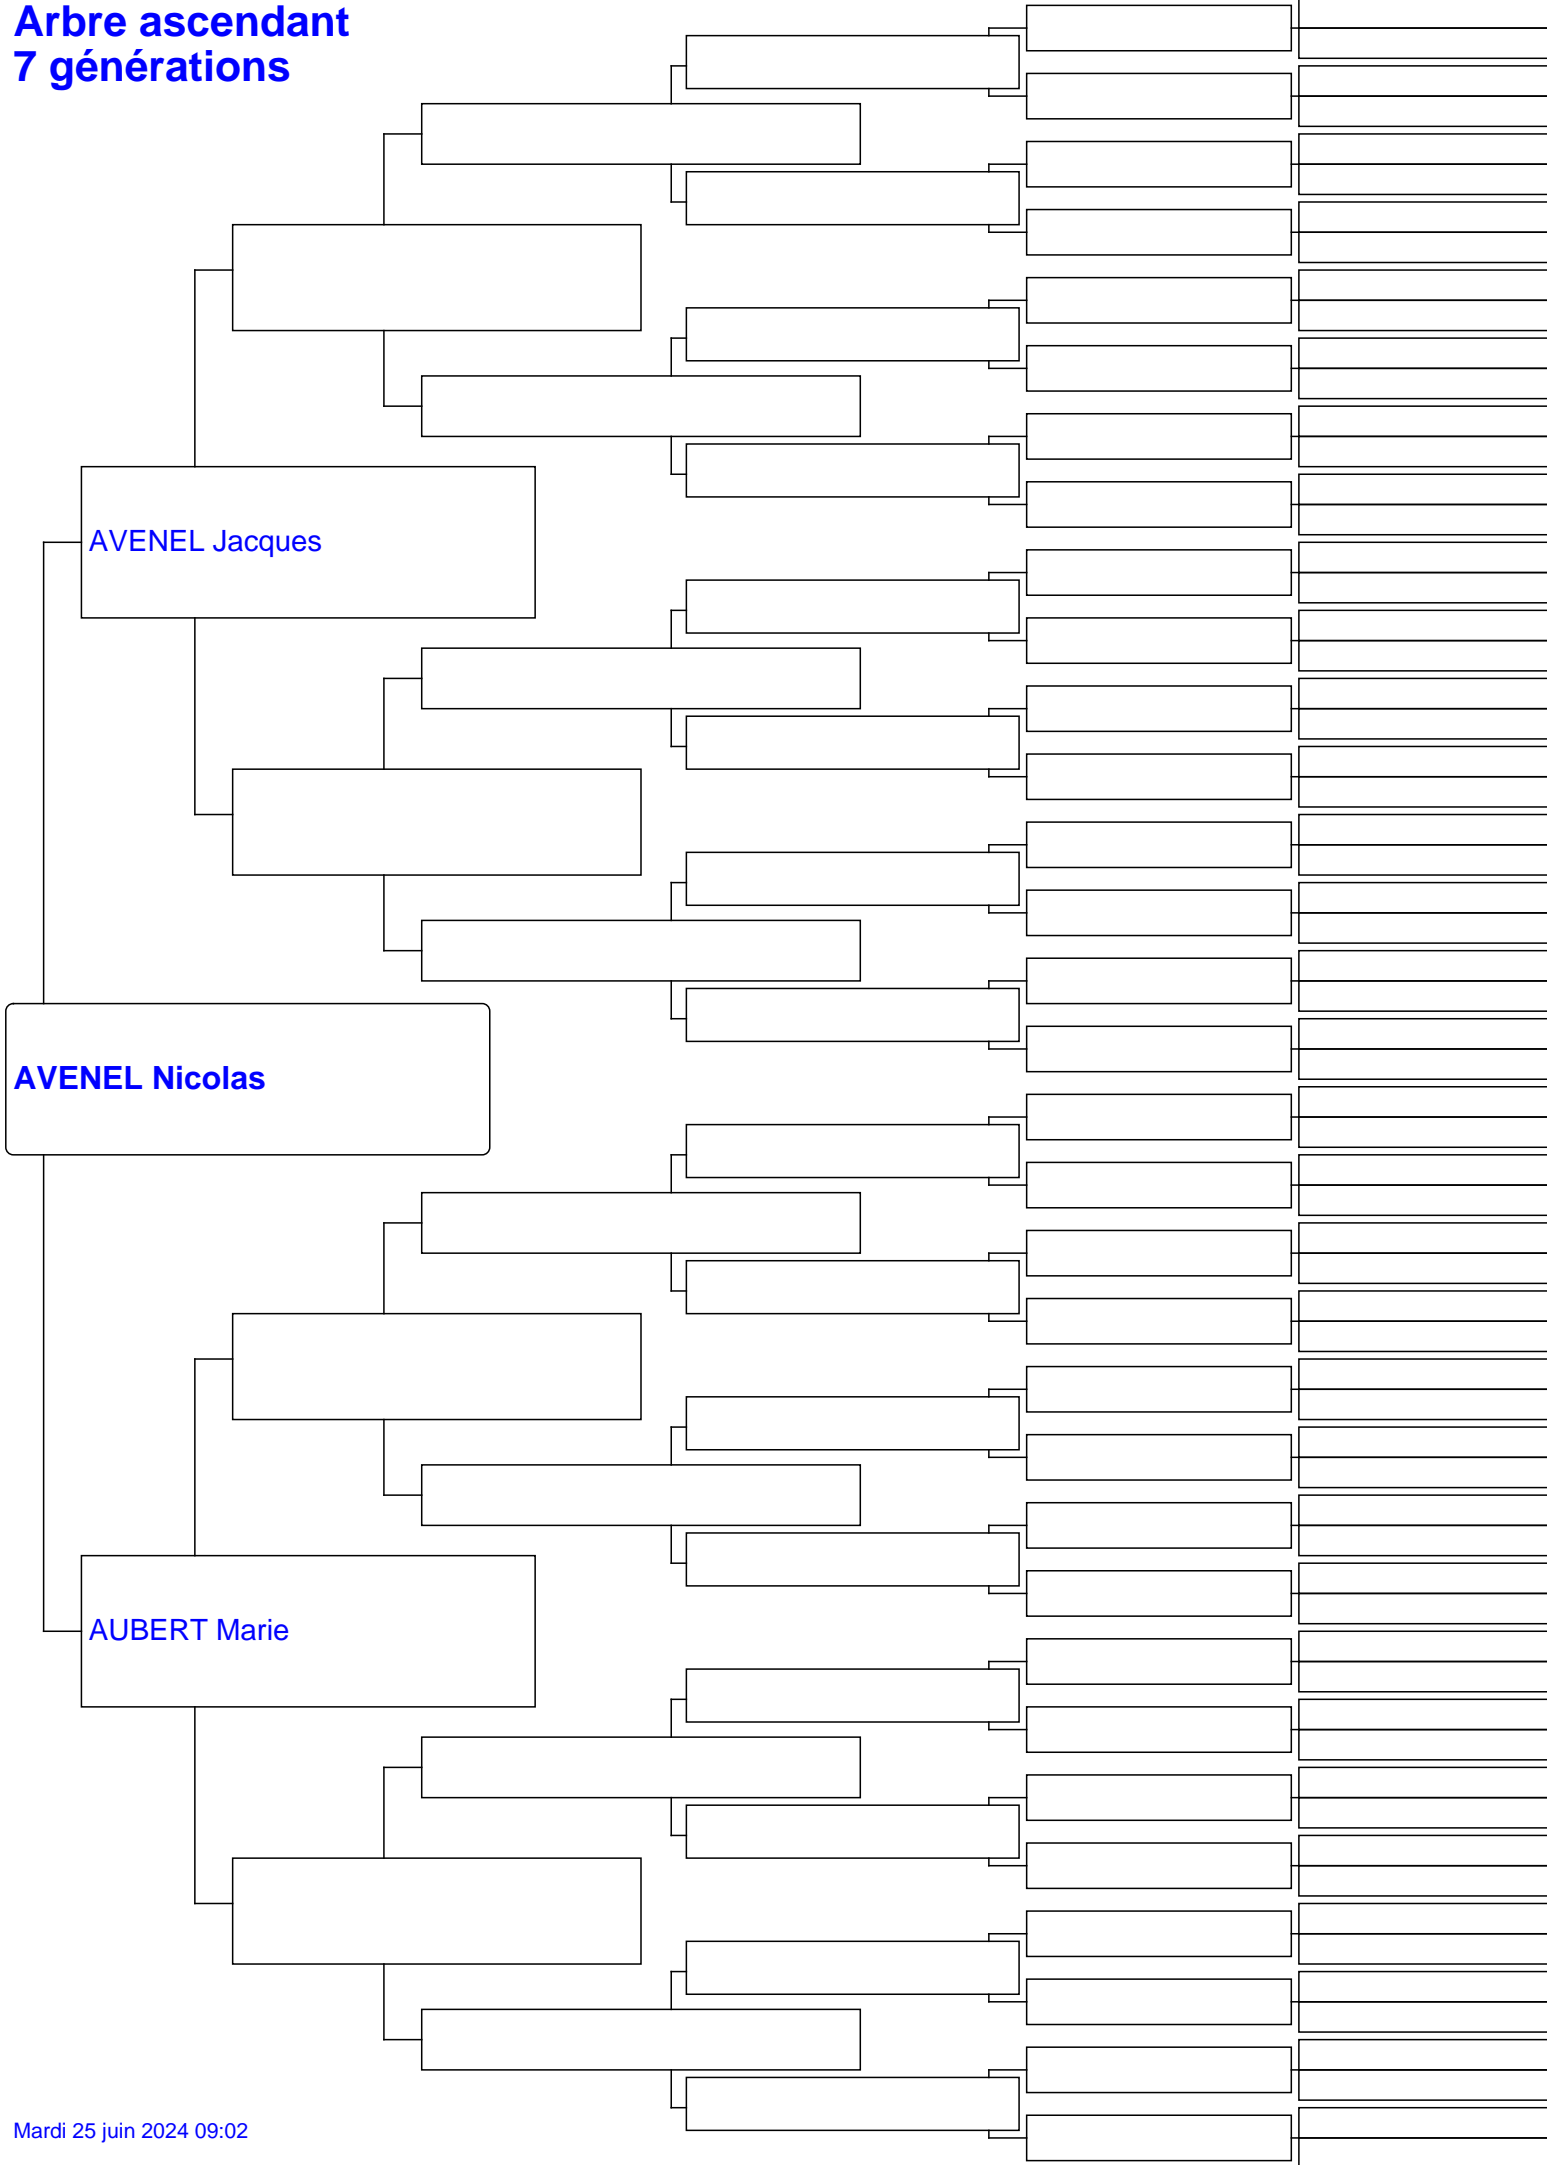 Arbre ascendant
7 générations
AVENEL Jacques
AVENEL Nicolas
AUBERT Marie
Mardi 25 juin 2024 09:02